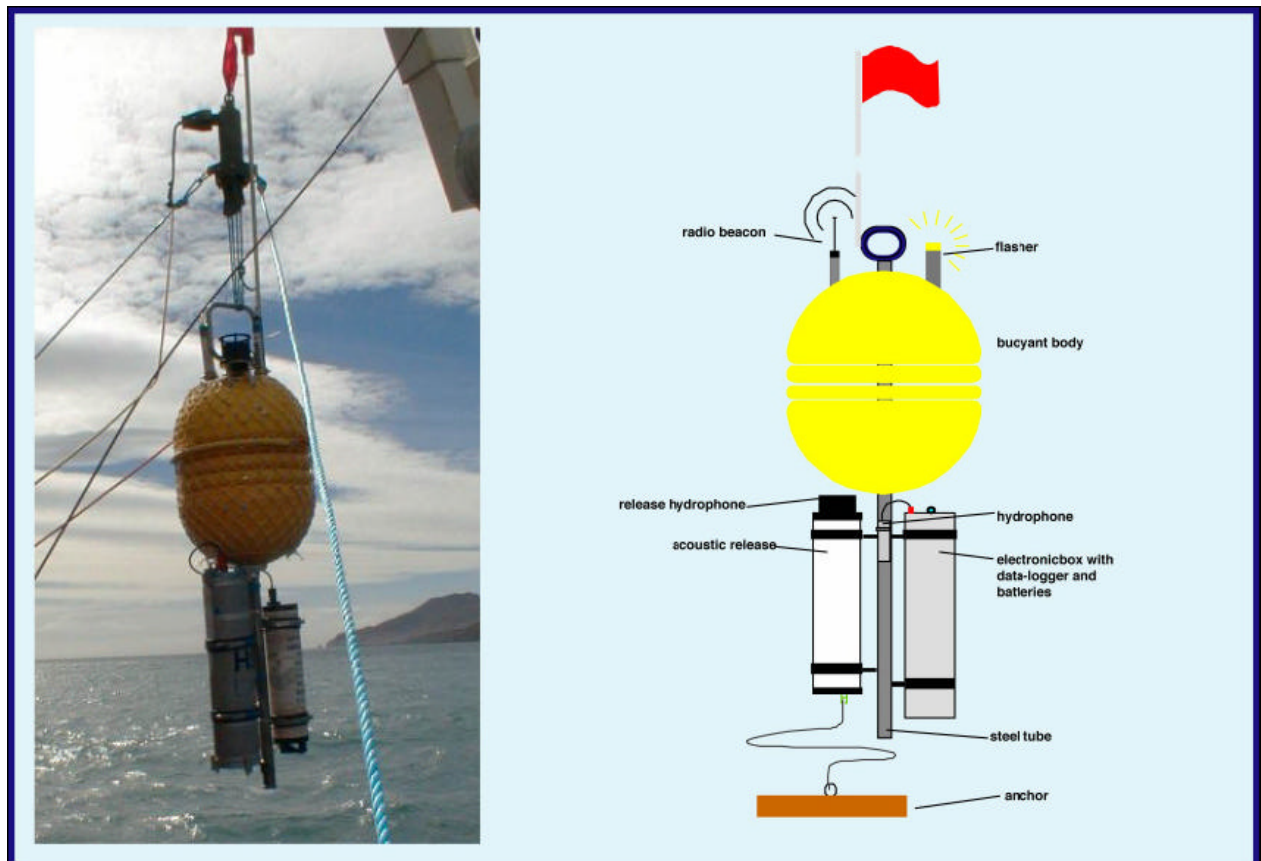 radio beacon
flasher
bucyant body
release hydrophone
hydrophone
acoustic release
electronicbox with
data-logger and
batleries
steel tube
anchor
H